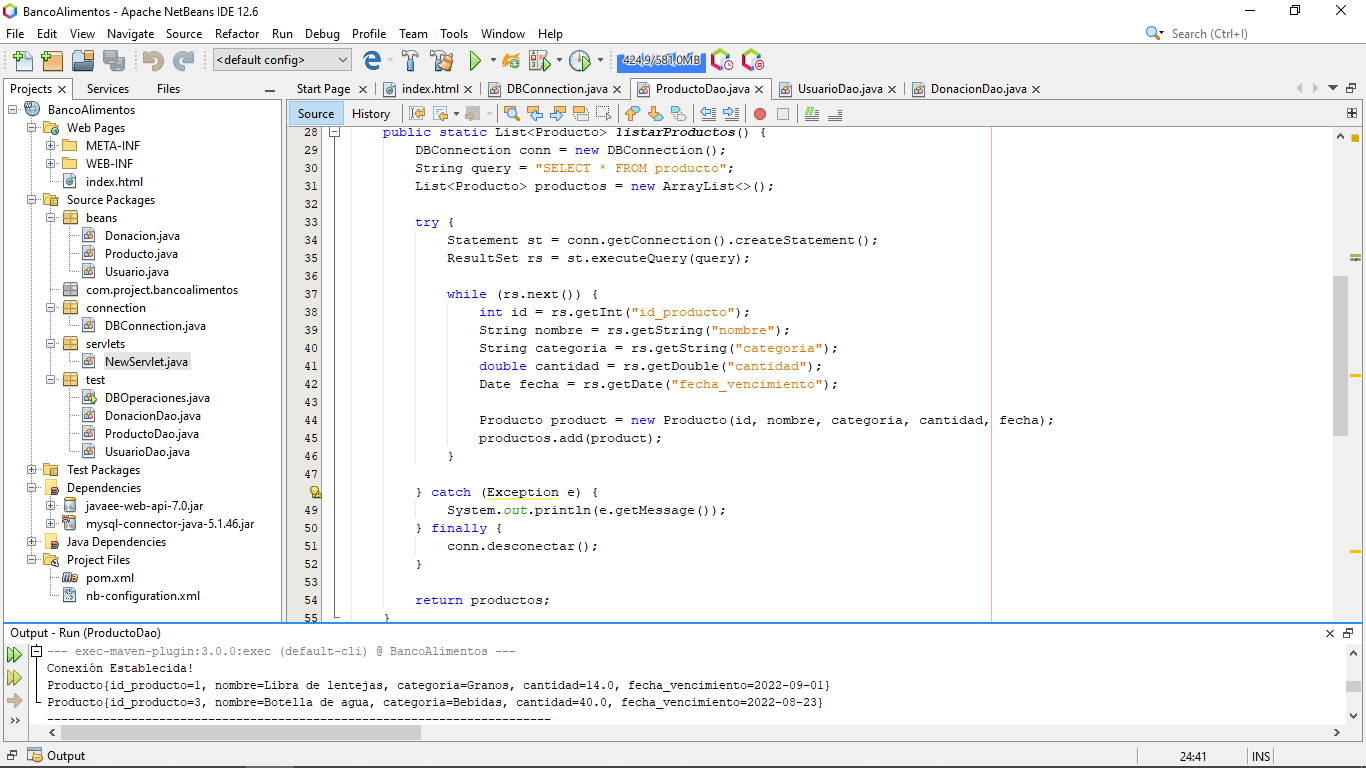 BancoAlimentos - Apache NetBeans IDE 12.6
File Edit View Navigate Source Refactor Run Debug Profile Team Tools Window Help
Search (Ctrl+I)
<default config>
424,9/581,0MB
Projects Services Files
Start Page index.html DBConnection.java ProductoDao.java UsuarioDao.java DonacionDao.java
Source History
BancoAlimentos
Web Pages
META-INF
WEB-INF
index.html
Source Packages
beans
Donacion.java
Producto.java
Usuario.java
com.project.bancoalimentos
connection
DBConnection.java
servlets
NewServlet.java
test
DBOperaciones.java
DonacionDao.java
ProductoDao.java
UsuarioDao.java
Test Packages
Dependencies
javaee-web-api-7.0.jar
mysql-connector-java-5.1.46.jar
Java Dependencies
Project Files
pom.xml
nb-configuration.xml
28 public static List<Producto> listarProductos() {
29 DBConnection conn = new DBConnection();
30 String query = "SELECT * FROM producto";
31 List<Producto> productos = new ArrayList<>();
32
33 try {
34 Statement st = conn.getConnection().createStatement();
35 ResultSet rs = st.executeQuery(query);
36
37 while (rs.next()) {
38 int id = rs.getInt("id_producto");
39 String nombre = rs.getString("nombre");
40 String categoria = rs.getString("categoria");
41 double cantidad = rs.getDouble("cantidad");
42 Date fecha = rs.getDate("fecha_vencimiento");
43
44 Producto product = new Producto(id, nombre, categoria, cantidad, fecha);
45 productos.add(product);
46 }
47
} catch (Exception e) {
49 System.out.println(e.getMessage());
50 } finally {
51 conn.desconectar();
52 }
53
54 return productos;
55 }
Output - Run (ProductoDao)
--- exec-maven-plugin:3.0.0:exec (default-cli) @ BancoAlimentos ---
Conexión Establecida!
Producto{id_producto=1, nombre=Libra de lentejas, categoria=Granos, cantidad=14.0, fecha_vencimiento=2022-09-01}
Producto{id_producto=3, nombre=Botella de agua, categoria=Bebidas, cantidad=40.0, fecha_vencimiento=2022-08-23}
------------------------------------------------------------------------
Output
24:41 INS